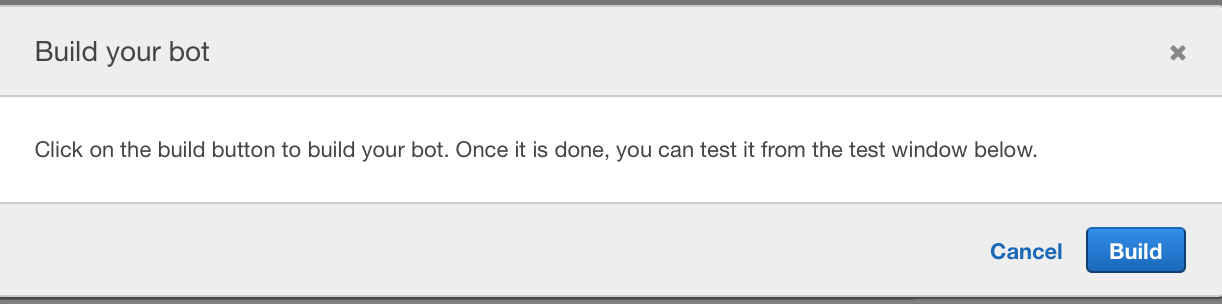 Build your bot
Click on the build button to build your bot. Once it is done, you can test it from the test window below.
Cancel
Build